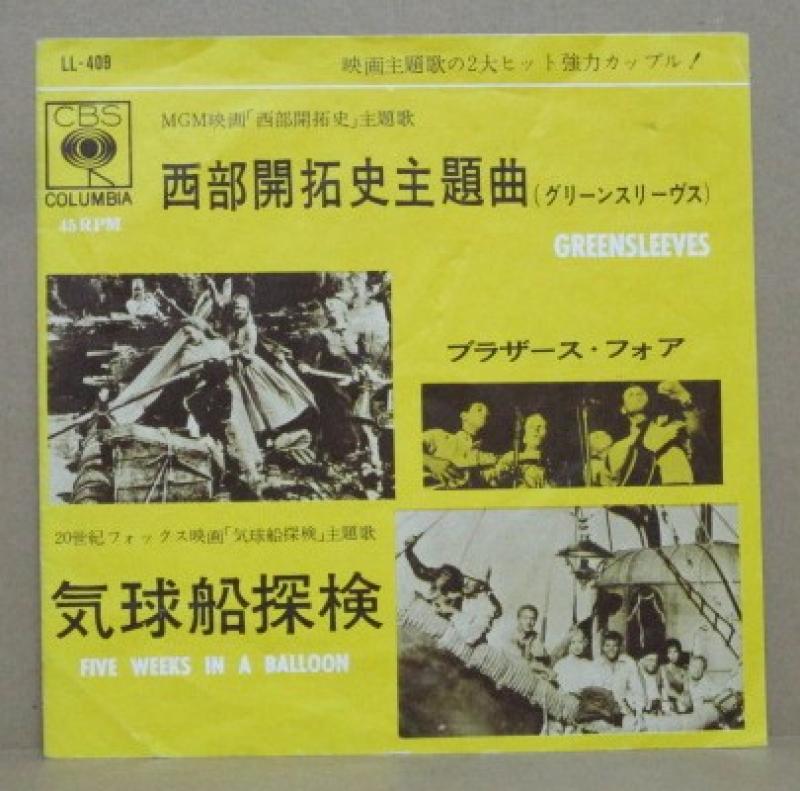 LL-409
映画主題歌の2大ヒット強力カップル!
CBS
COLUMBIA
45 RPM
MGM映画「西部開拓史」主題歌
西部開拓史主題曲(グリーンスリーヴス)
GREENSLEEVES
ブラザース・フォア
20世紀フォックス映画「気球船探検」主題歌
気球船探検
FIVE WEEKS IN A BALLOON